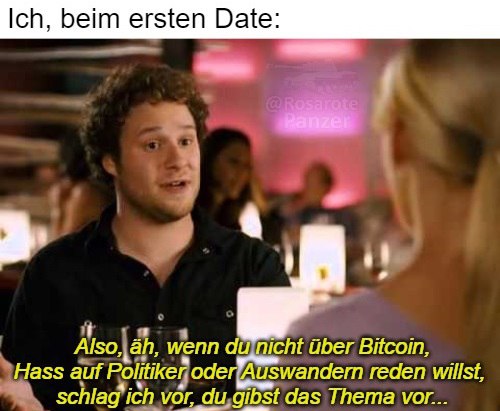 Ich, beim ersten Date:
@Rosarote
Panzer
Also, äh, wenn du nicht über Bitcoin,
Hass auf Politiker oder Auswandern reden willst,
schlag ich vor, du gibst das Thema vor...